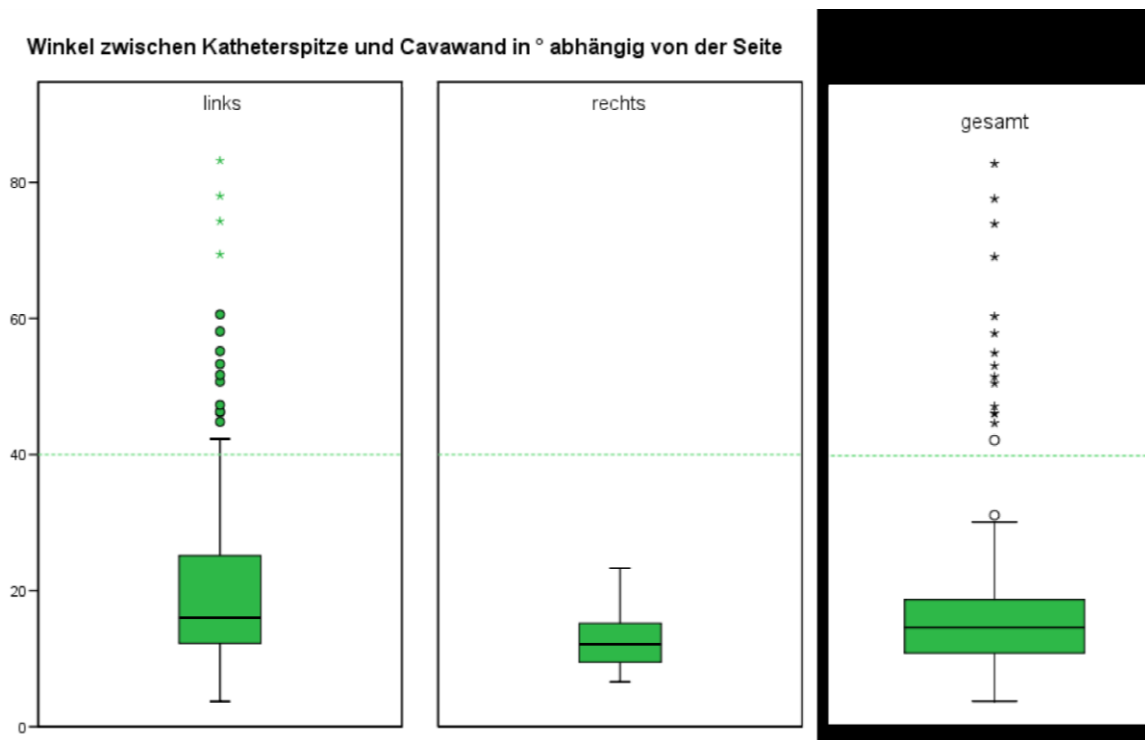 Winkel zwischen Katheterspitze und Cavawand in ° abhängig von der Seite
links
rechts
gesamt
80
60
40
20
0